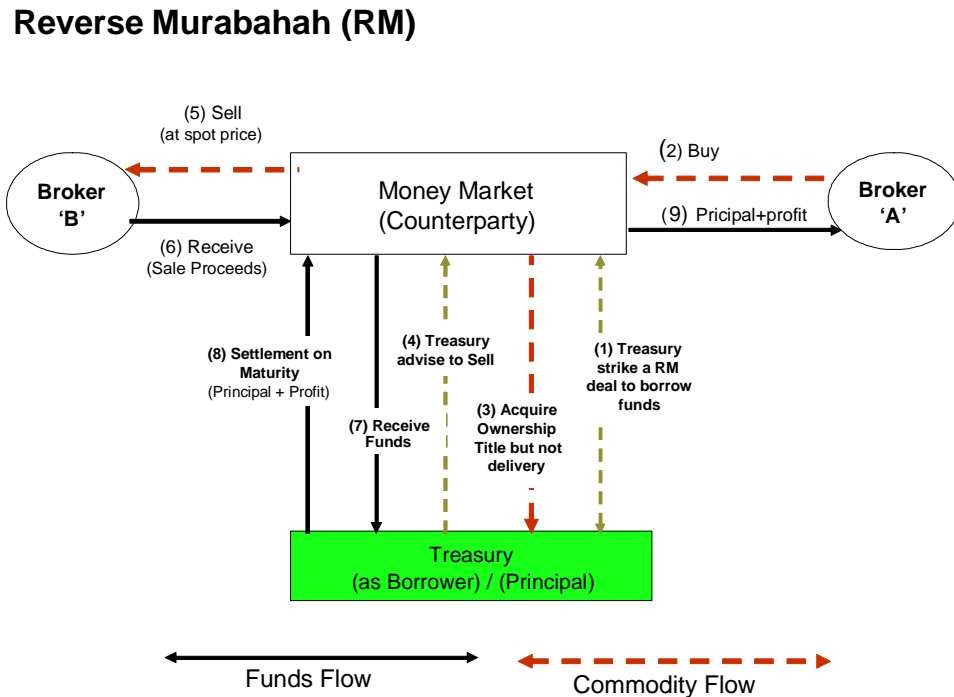 Reverse Murabahah (RM)
(5) Sell
(at spot price)
(2) Buy
Broker
‘B’
Money Market
(Counterparty)
Broker
‘A’
(9) Pricipal+profit
(6) Receive
(Sale Proceeds)
(8) Settlement on
Maturity
(Principal + Profit)
(7) Receive
Funds
(4) Treasury
advise to Sell
(3) Acquire
Ownership
Title but not
delivery
(1) Treasury
strike a RM
deal to borrow
funds
Treasury
(as Borrower) / (Principal)
Funds Flow
Commodity Flow